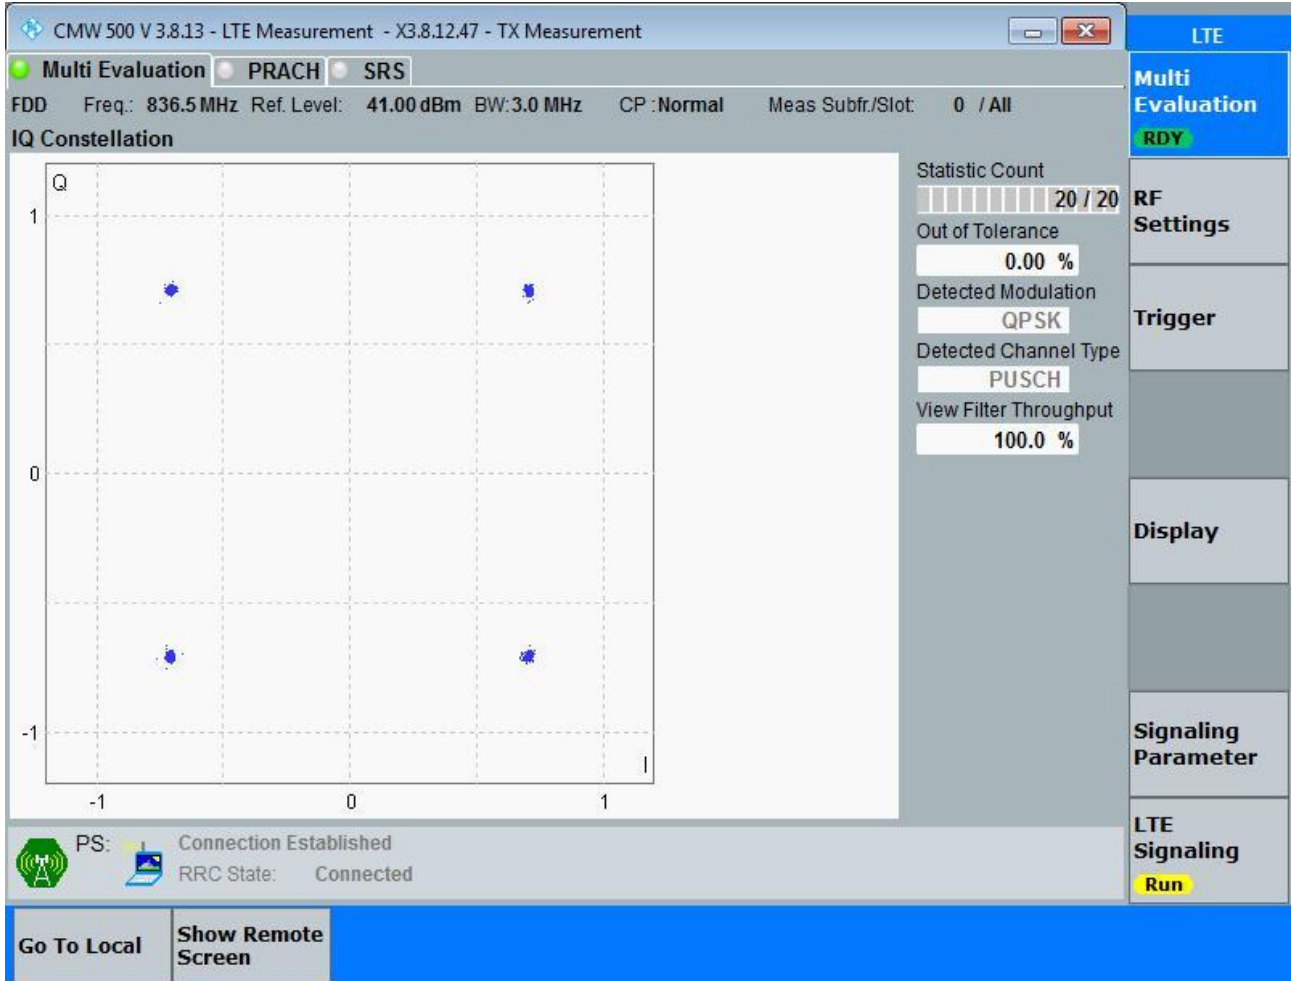 CMW 500 V 3.8.13 - LTE Measurement - X3.8.12.47 - TX Measurement
LTE
Multi Evaluation PRACH SRS
FDD Freq.: 836.5 MHz Ref. Level: 41.00 dBm BW: 3.0 MHz CP : Normal Meas Subfr./Slot: 0 / All
IQ Constellation
Q
1
0
-1
I
-1 0 1
Statistic Count
20 / 20
Out of Tolerance
0.00 %
Detected Modulation
QPSK
Detected Channel Type
PUSCH
View Filter Throughput
100.0 %
Multi
Evaluation
RDY
RF
Settings
Trigger
Display
Signaling
Parameter
LTE
Signaling
Run
PS: Connection Established
RRC State: Connected
Go To Local
Show Remote
Screen